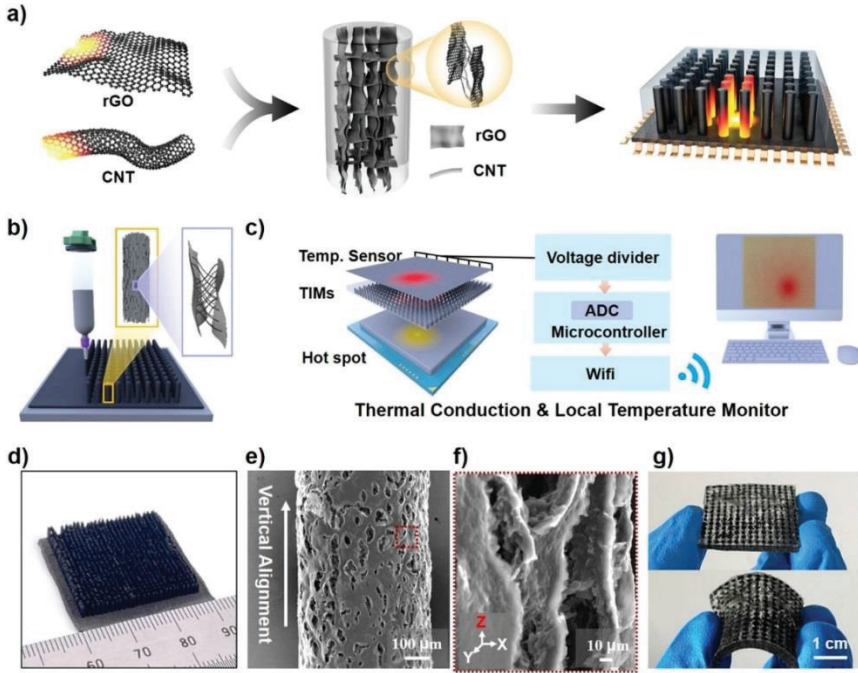 a)
rGO
CNT
rGO
CNT
b)
c)
Temp. Sensor
TIMs
Hot spot
Voltage divider
ADC
Microcontroller
Wifi
Thermal Conduction & Local Temperature Monitor
d)
60 70 80 90
e)
Vertical Alignment
100 μm
f)
Z
X
Y
10 μm
g)
1 cm